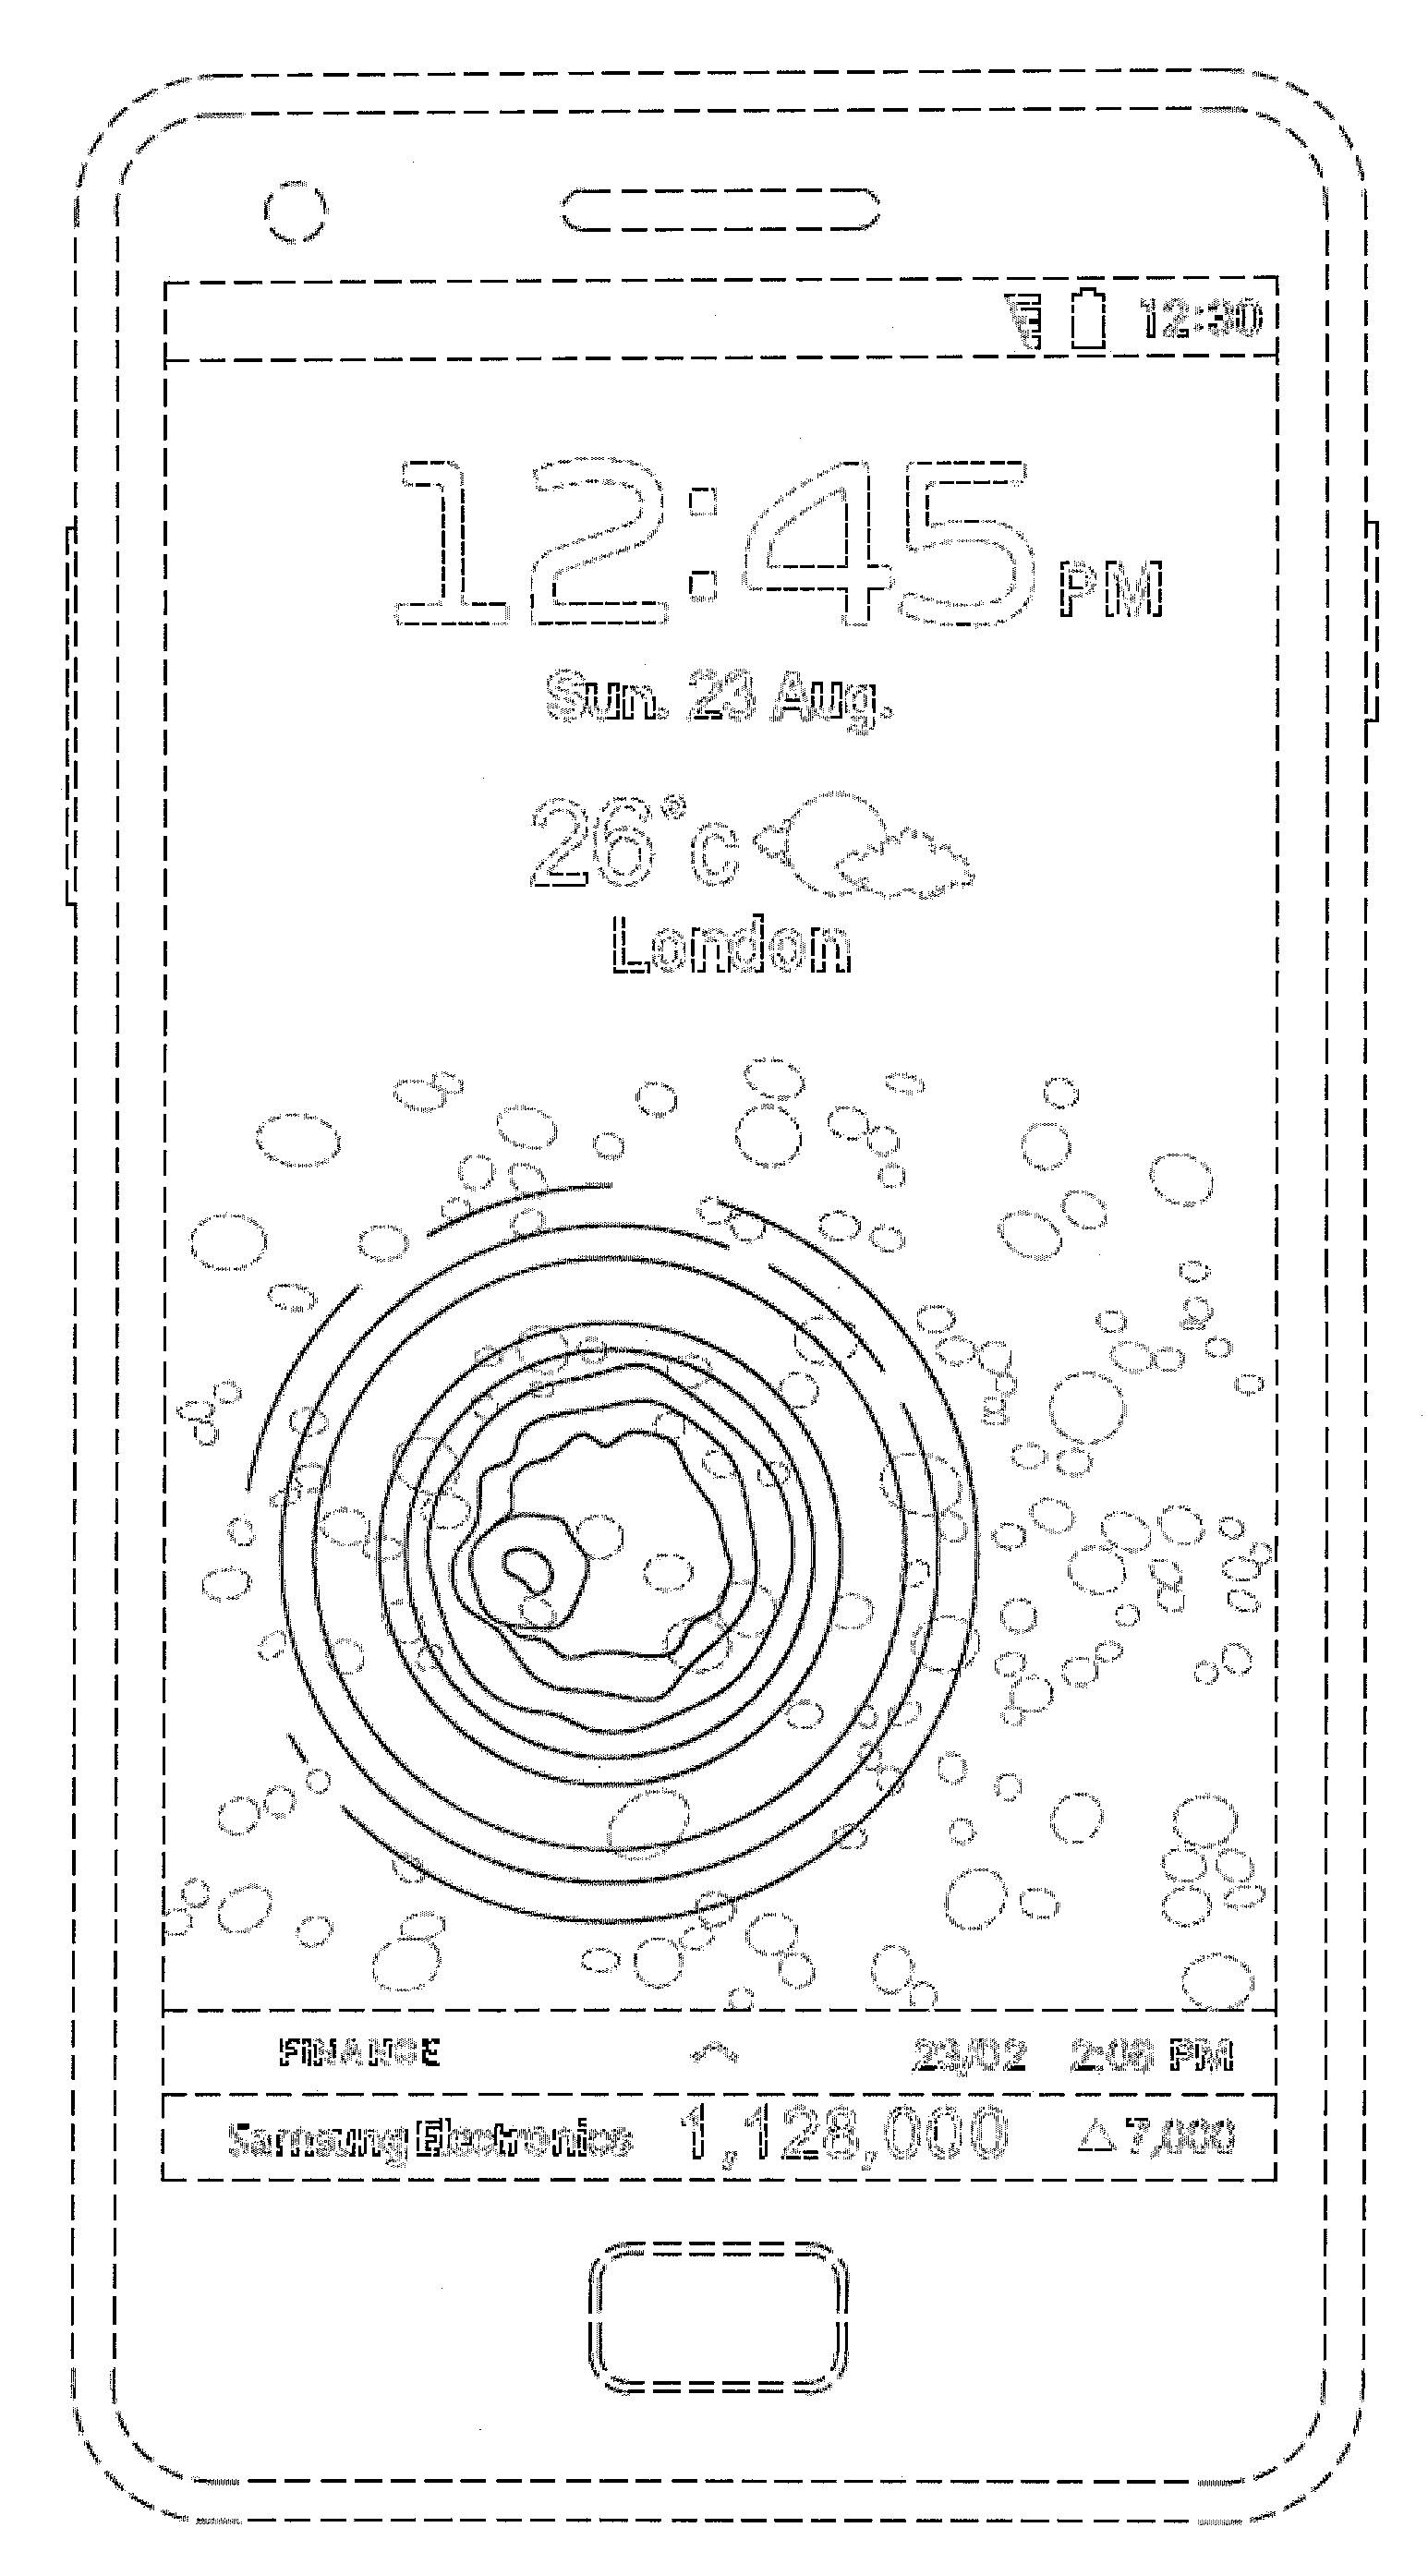 12:30
12:45 PM
Sun. 23 Aug.
26°C
London
FINANCE 23/02 2:08 PM
Samsung Electronics 1,128,000 △7,000